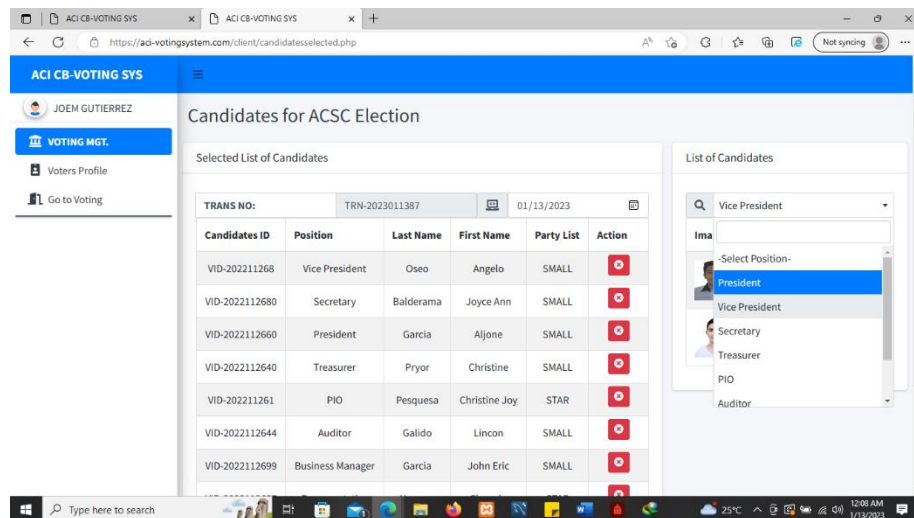 ACI CB-VOTING SYS
ACI CB-VOTING SYS
https://aci-votingsystem.com/client/candidatesselected.php
Not syncing
ACI CB-VOTING SYS
JOEM GUTIERREZ
VOTING MGT.
Voters Profile
Go to Voting
Candidates for ACSC Election
Selected List of Candidates
TRANS NO: TRN-2023011387 01/13/2023
Candidates ID Position Last Name First Name Party List Action
VID-202211268 Vice President Oseo Angelo SMALL
VID-2022112680 Secretary Balderama Joyce Ann SMALL
VID-2022112660 President Garcia Aljone SMALL
VID-2022112640 Treasurer Pryor Christine SMALL
VID-202211261 PIO Pesquesa Christine Joy STAR
VID-2022112644 Auditor Galido Lincon SMALL
VID-2022112699 Business Manager Garcia John Eric SMALL
List of Candidates
Vice President
Ima
-Select Position-
President
Vice President
Secretary
Treasurer
PIO
Auditor
Type here to search
25°C
12:08 AM
1/13/2023